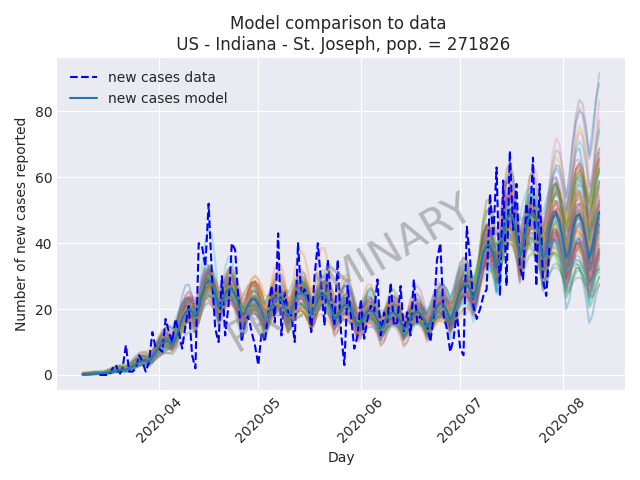 Model comparison to data
US - Indiana - St. Joseph, pop. = 271826
new cases data
new cases model
Number of new cases reported
80
60
40
20
0
2020-04
2020-05
2020-06
2020-07
2020-08
Day